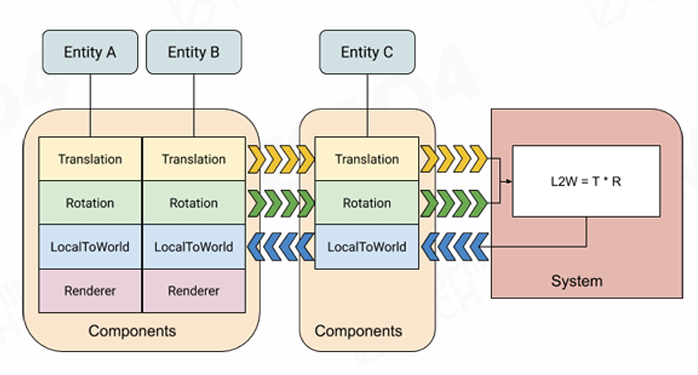 Entity A
Entity B
Entity C
Translation
Translation
Translation
Rotation
Rotation
Rotation
L2W = T * R
LocalToWorld
LocalToWorld
LocalToWorld
Renderer
Renderer
System
Components
Components